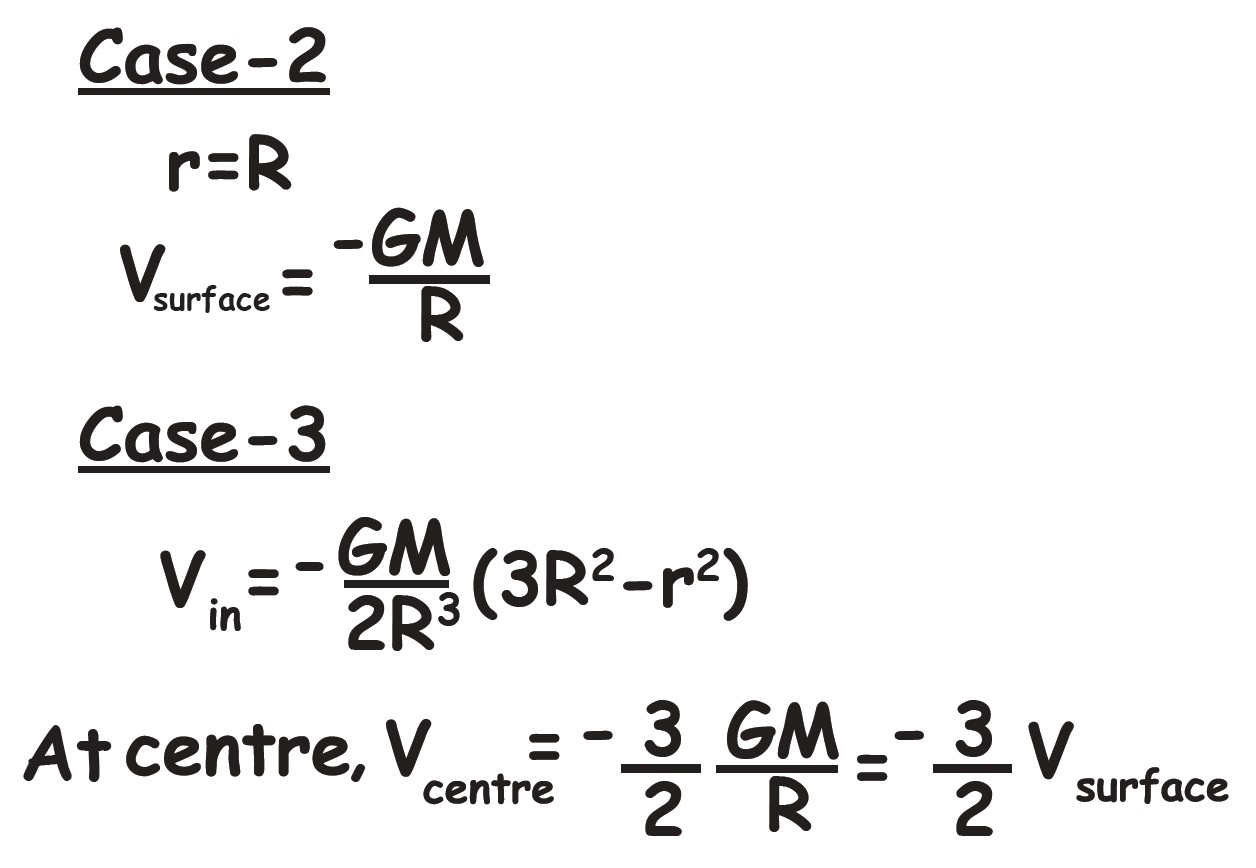 Case-2
r=R
V_surface = -GM/R
Case-3
V_in = -GM/2R³ (3R²-r²)
At centre, V_centre = - 3/2 GM/R = - 3/2 V_surface